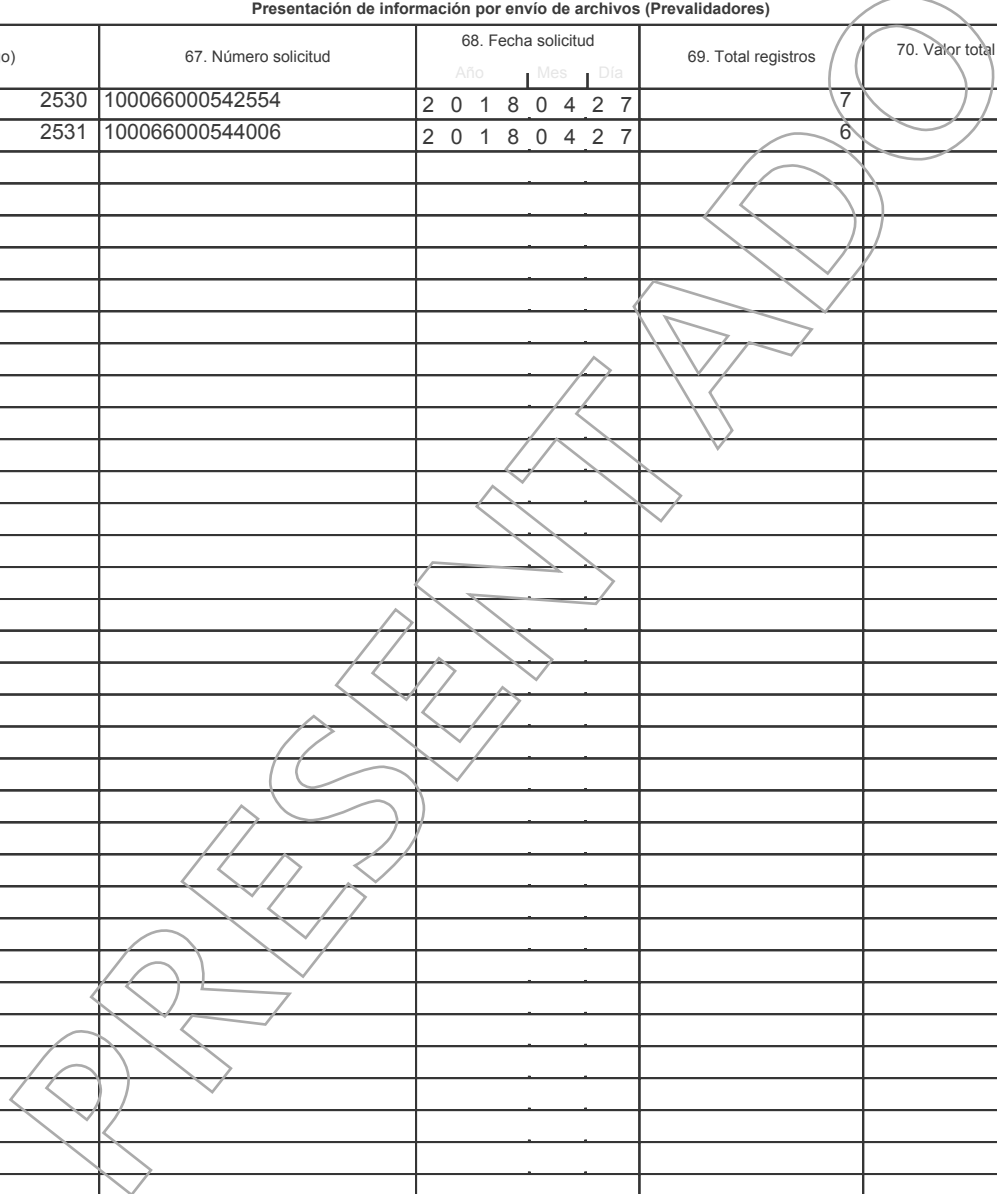 Presentación de información por envío de archivos (Prevalidadores)
o) 67. Número solicitud 68. Fecha solicitud 69. Total registros 70. Valor total
Año Mes Día
2530 100066000542554 2 0 1 8 0 4 2 7 7
2531 100066000544006 2 0 1 8 0 4 2 7 6
PRESENTADO